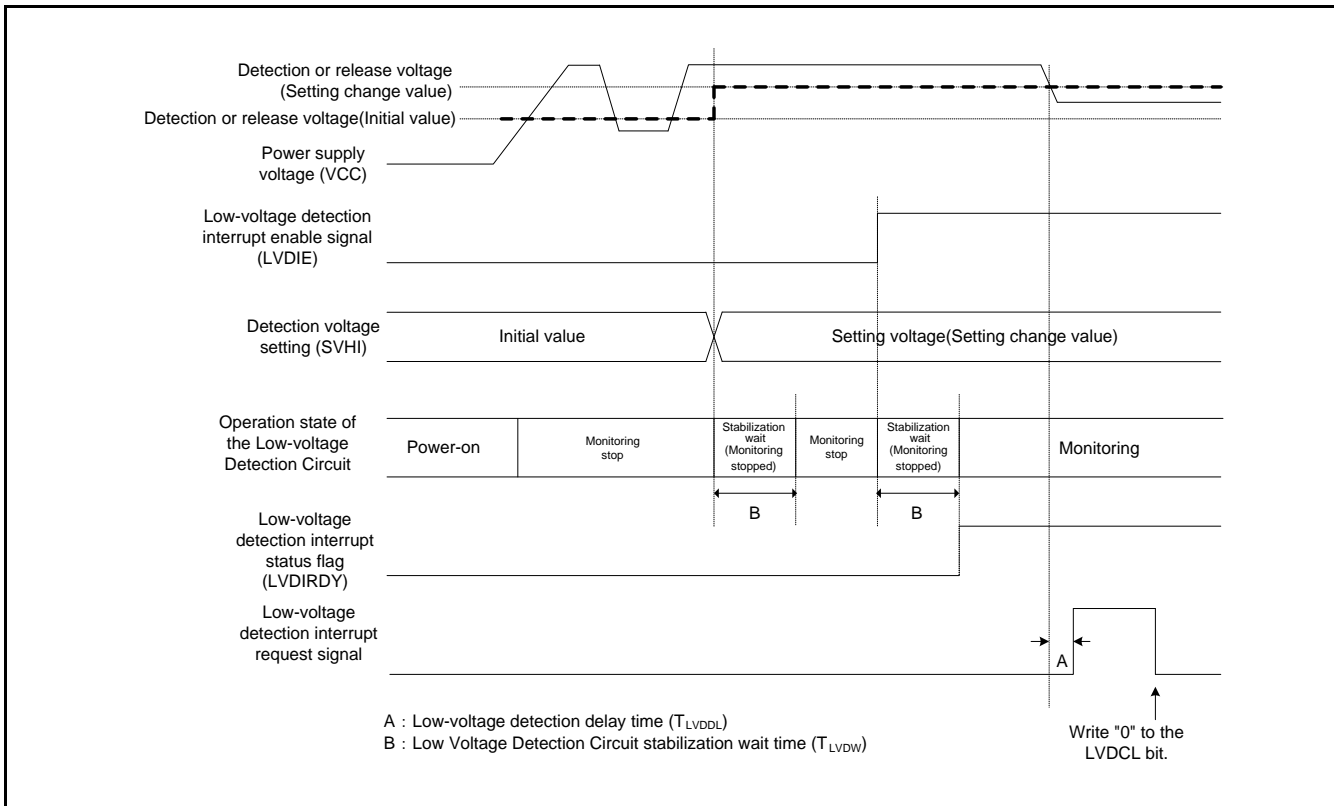 Detection or release voltage
(Setting change value)
Detection or release voltage(Initial value)
Power supply
voltage (VCC)
Low-voltage detection
interrupt enable signal
(LVDIE)
Detection voltage
setting (SVHI)
Initial value
Setting voltage(Setting change value)
Operation state of
the Low-voltage
Detection Circuit
Power-on
Monitoring
stop
Stabilization
wait
(Monitoring
stopped)
Monitoring
stop
Stabilization
wait
(Monitoring
stopped)
Monitoring
B
B
Low-voltage
detection interrupt
status flag
(LVDIRDY)
Low-voltage
detection interrupt
request signal
A
A : Low-voltage detection delay time (TLVDDL)
B : Low Voltage Detection Circuit stabilization wait time (TLVDW)
Write "0" to the
LVDCL bit.